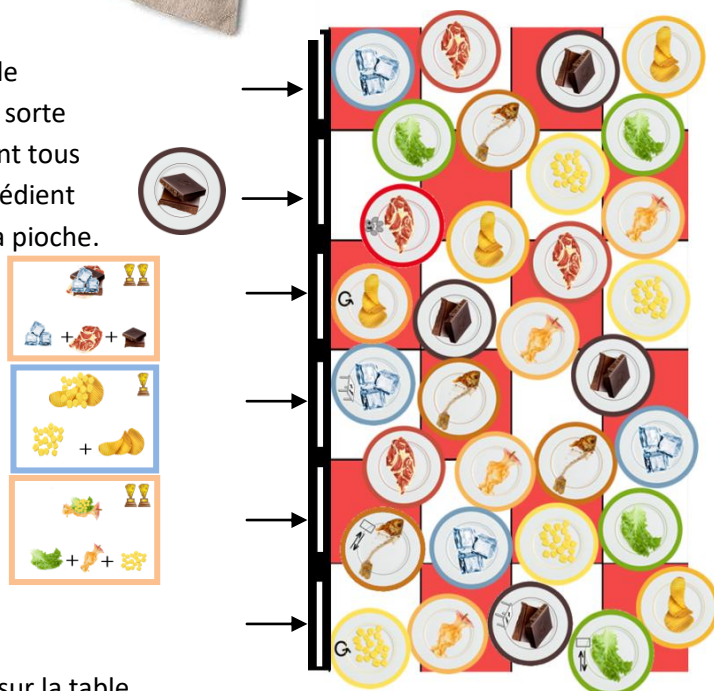 le
sorte
nt tous
édient
a pioche.
+
+
+
+
+
sur la table